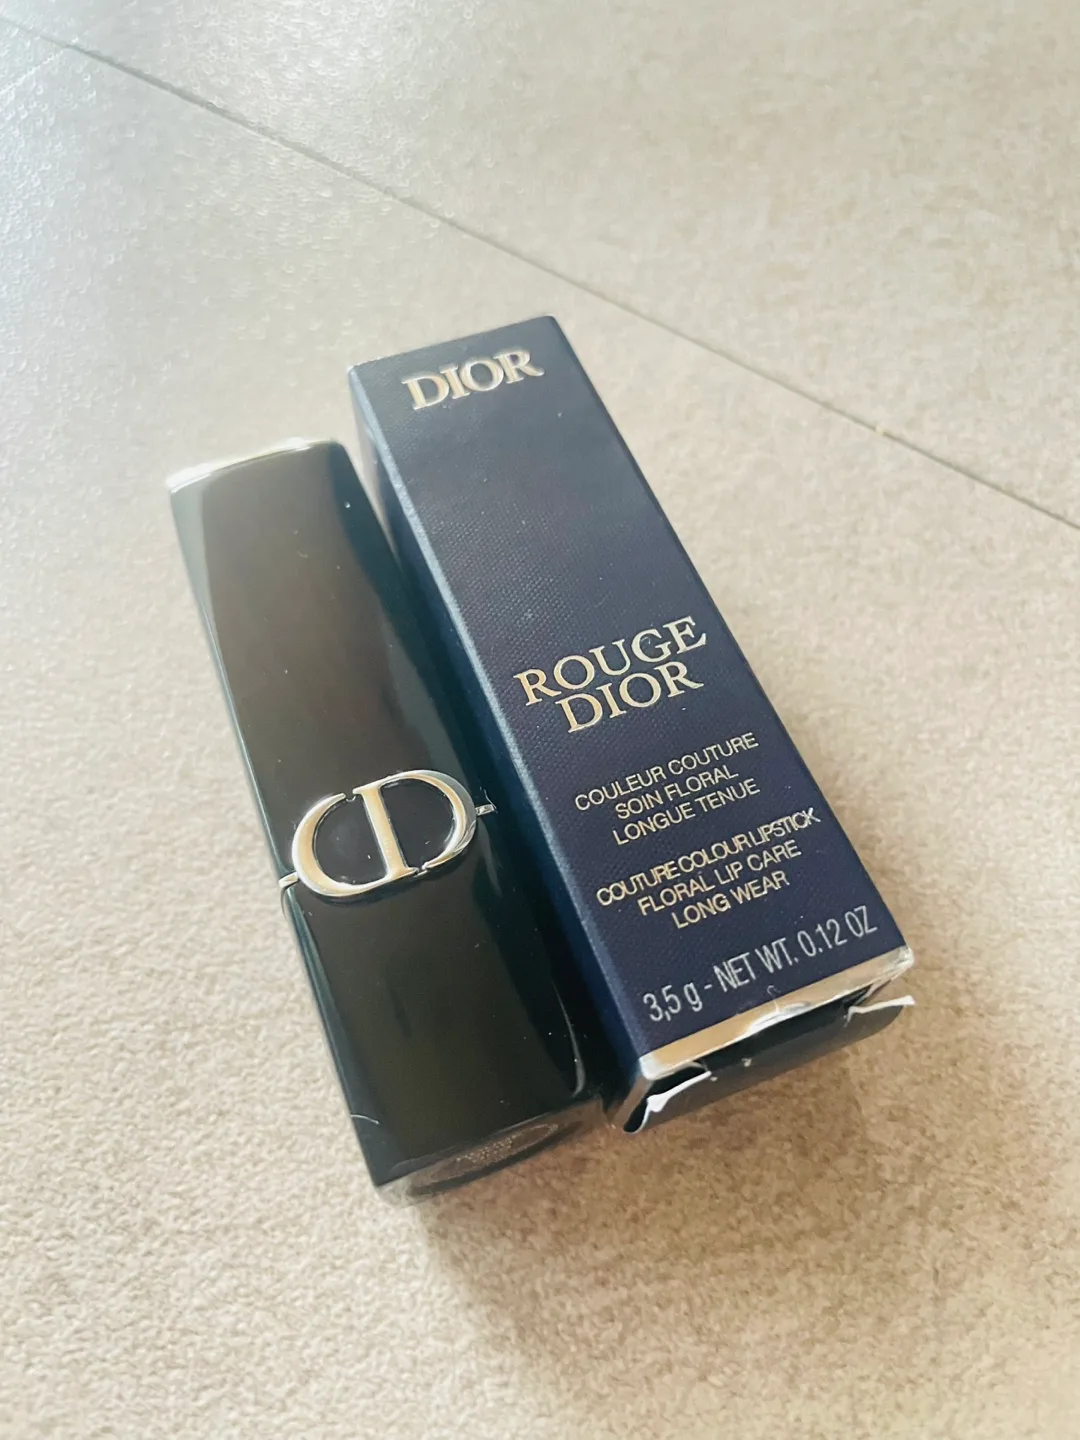 DIOR
ROUGE
DIOR
COULEUR COUTURE
SOIN FLORAL
LONGUE TENUE
COUTURE COLOUR LIPSTICK
FLORAL LIP CARE
LONG WEAR
3,5 g - NET WT. 0.12 OZ
CD